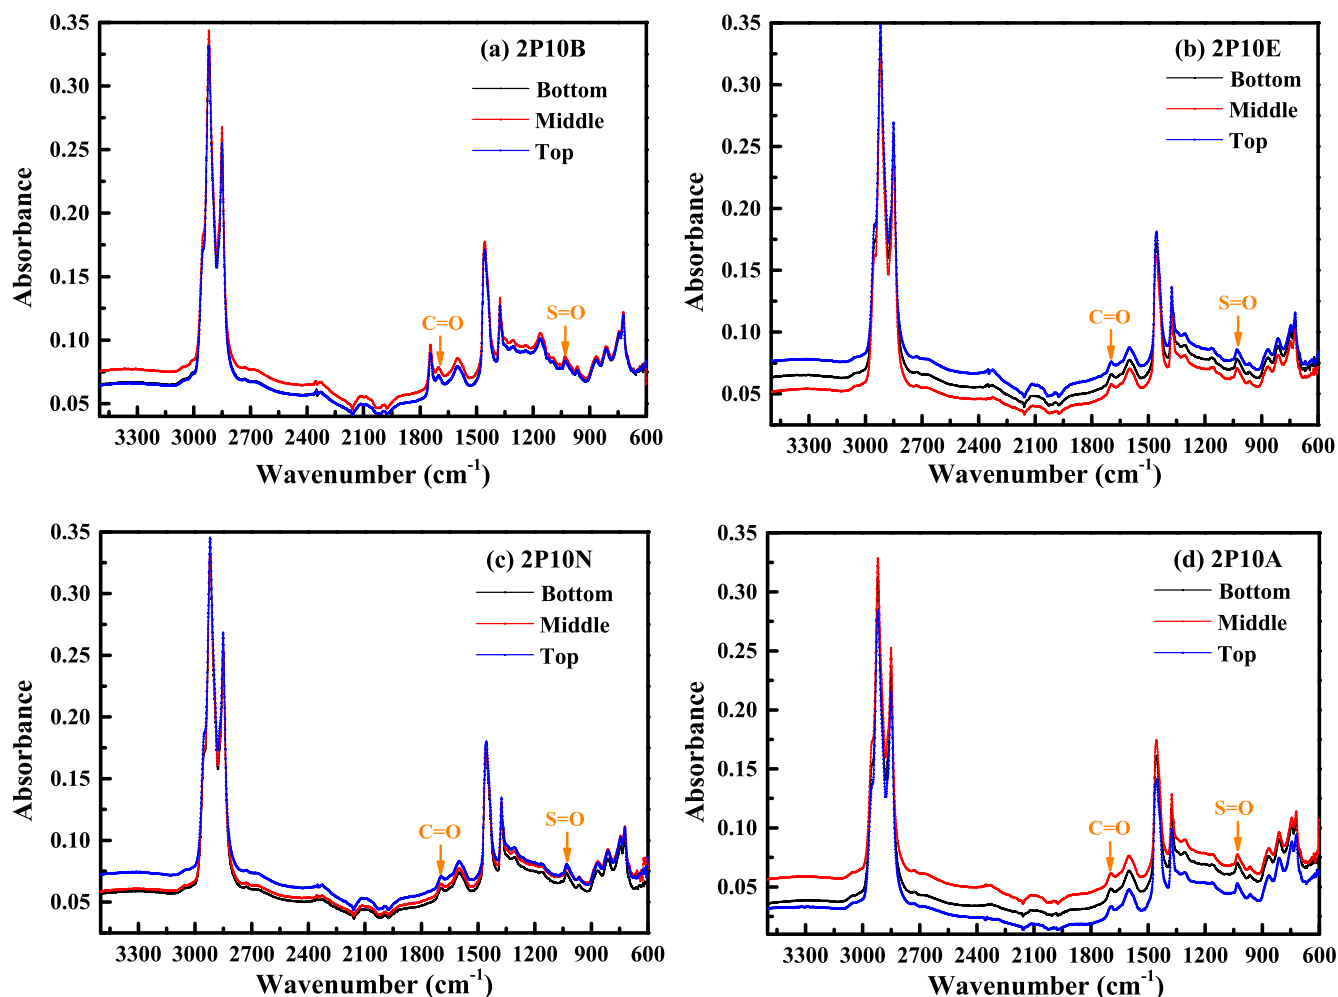 (a) 2P10B
Bottom
Middle
Top
C=O
S=O
0.35
0.30
0.25
0.20
0.15
0.10
0.05
Absorbance
3300 3000 2700 2400 2100 1800 1500 1200 900 600
Wavenumber (cm-1)
(b) 2P10E
Bottom
Middle
Top
C=O
S=O
0.35
0.30
0.25
0.20
0.15
0.10
0.05
Absorbance
3300 3000 2700 2400 2100 1800 1500 1200 900 600
Wavenumber (cm-1)
(c) 2P10N
Bottom
Middle
Top
C=O
S=O
0.35
0.30
0.25
0.20
0.15
0.10
0.05
Absorbance
3300 3000 2700 2400 2100 1800 1500 1200 900 600
Wavenumber (cm-1)
(d) 2P10A
Bottom
Middle
Top
C=O
S=O
0.35
0.30
0.25
0.20
0.15
0.10
0.05
Absorbance
3300 3000 2700 2400 2100 1800 1500 1200 900 600
Wavenumber (cm-1)